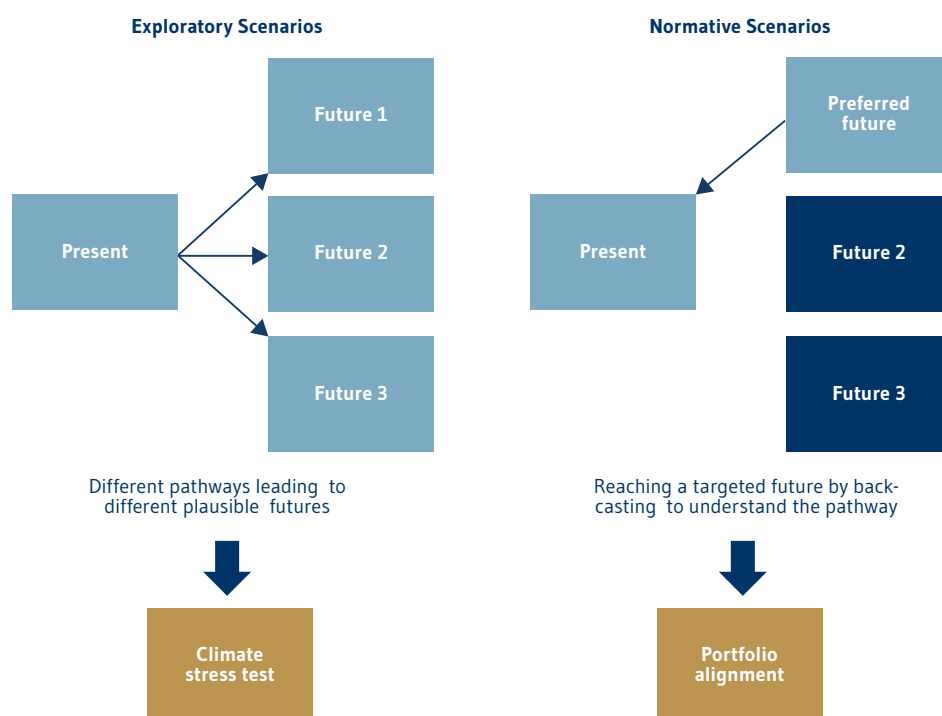 Exploratory Scenarios
Future 1
Present
Future 2
Future 3
Different pathways leading to
different plausible futures
Climate
stress test
Normative Scenarios
Preferred
future
Present
Future 2
Future 3
Reaching a targeted future by back-
casting to understand the pathway
Portfolio
alignment